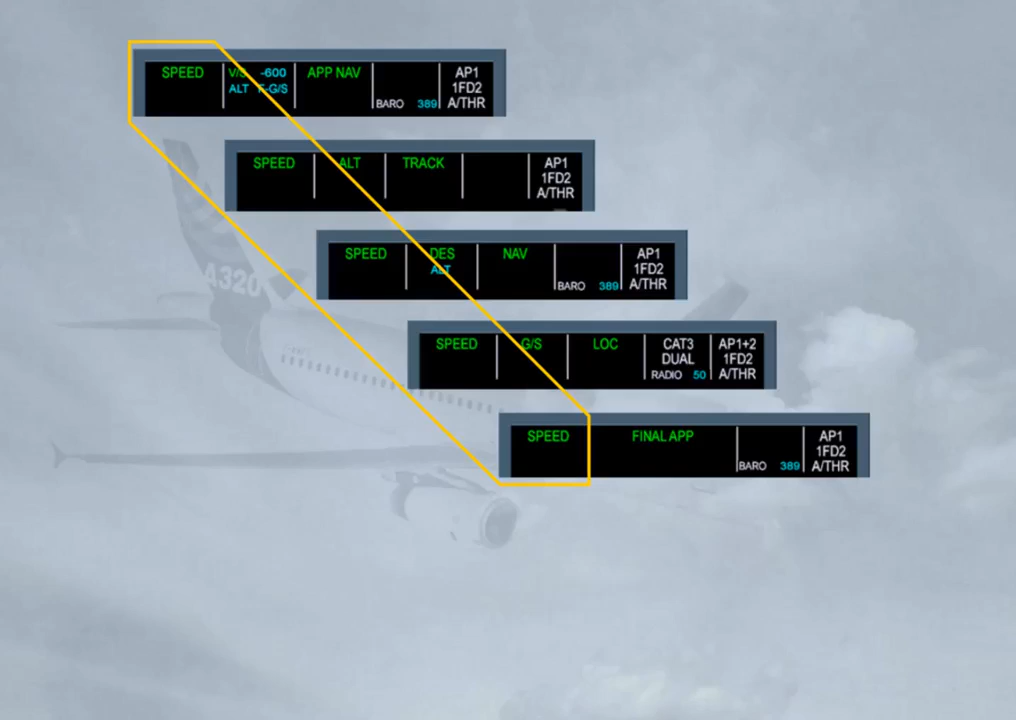 SPEED V/S -600 APP NAV AP1
ALT F-G/S 1FD2
BARO 389 A/THR
SPEED ALT TRACK AP1
1FD2
A/THR
SPEED DES NAV AP1
ALT 1FD2
BARO 389 A/THR
A320
SPEED G/S LOC CAT3 AP1+2
DUAL 1FD2
RADIO 50 A/THR
SPEED FINAL APP AP1
1FD2
BARO 389 A/THR